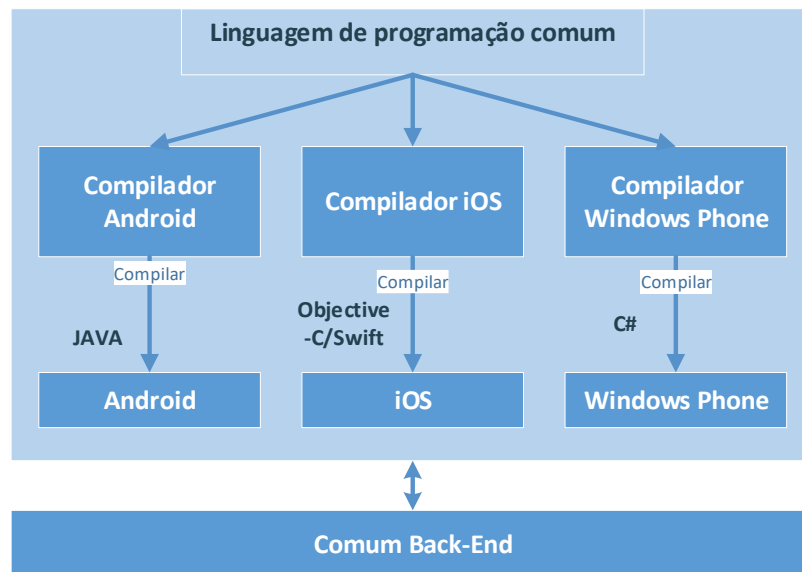 Linguagem de programação comum
Compilador
Android
Compilador iOS
Compilador
Windows Phone
Compilar
Compilar
Compilar
JAVA
Objective
-C/Swift
C#
Android
iOS
Windows Phone
Comum Back-End